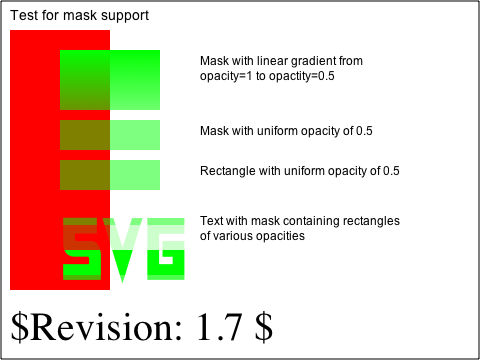 Test for mask support
Mask with linear gradient from
opacity=1 to opactity=0.5
Mask with uniform opacity of 0.5
Rectangle with uniform opacity of 0.5
SVG
Text with mask containing rectangles
of various opacities
$Revision: 1.7 $